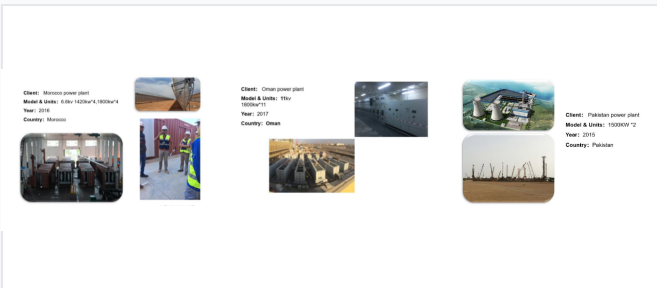 Client: Morocco power plant
Model & Units: 6.6kv 1420kw*4,1800kw*4
Year: 2016
Country: Morocco
Client: Oman power plant
Model & Units: 11kv
1800kw*11
Year: 2017
Country: Oman
Client: Pakistan power plant
Model & Units: 1500KW *2
Year: 2015
Country: Pakistan